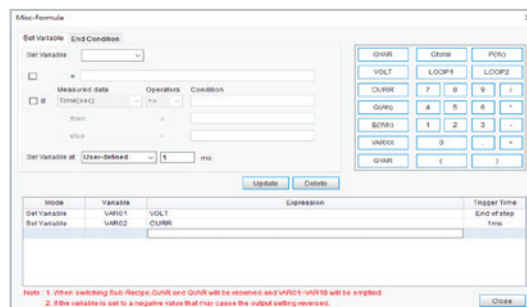 Misc-Formula
Set Variable End Condition
Set Variable
=
Measured data Operators Condition
If Time(sec) +=
then =
else =
Set Variable at User-defined 1 ms
QVAR Qtotal P(W)
VOLT LOOP1 LOOP2
CURR 7 8 9 /
Q(Ah) 4 5 6 *
E(Wh) 1 2 3 -
VARXX 0 . +
GVAR ( )
Update Delete
Mode Variable Expression Trigger Time
Set Variable VAR01 VOLT End of step
Set Variable VAR02 CURR 1ms
Note : 1. When switching Sub-Recipe,GVAR and QVAR will be reserved and VAR01~VAR18 will be emptied
2. If the variable is set to a negative value that may cause the output setting reversed.
Close